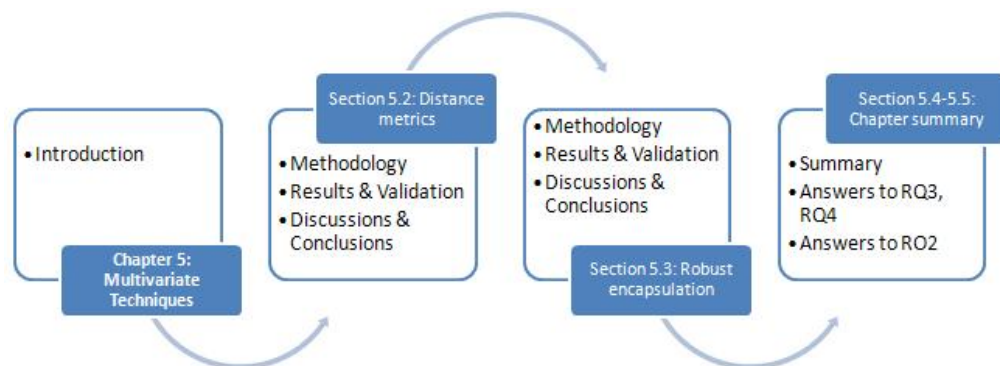 • Introduction
Chapter 5:
Multivariate
Techniques
Section 5.2: Distance
metrics
• Methodology
• Results & Validation
• Discussions &
Conclusions
• Methodology
• Results & Validation
• Discussions &
Conclusions
Section 5.3: Robust
encapsulation
Section 5.4-5.5:
Chapter summary
• Summary
• Answers to RQ3,
RQ4
• Answers to RO2